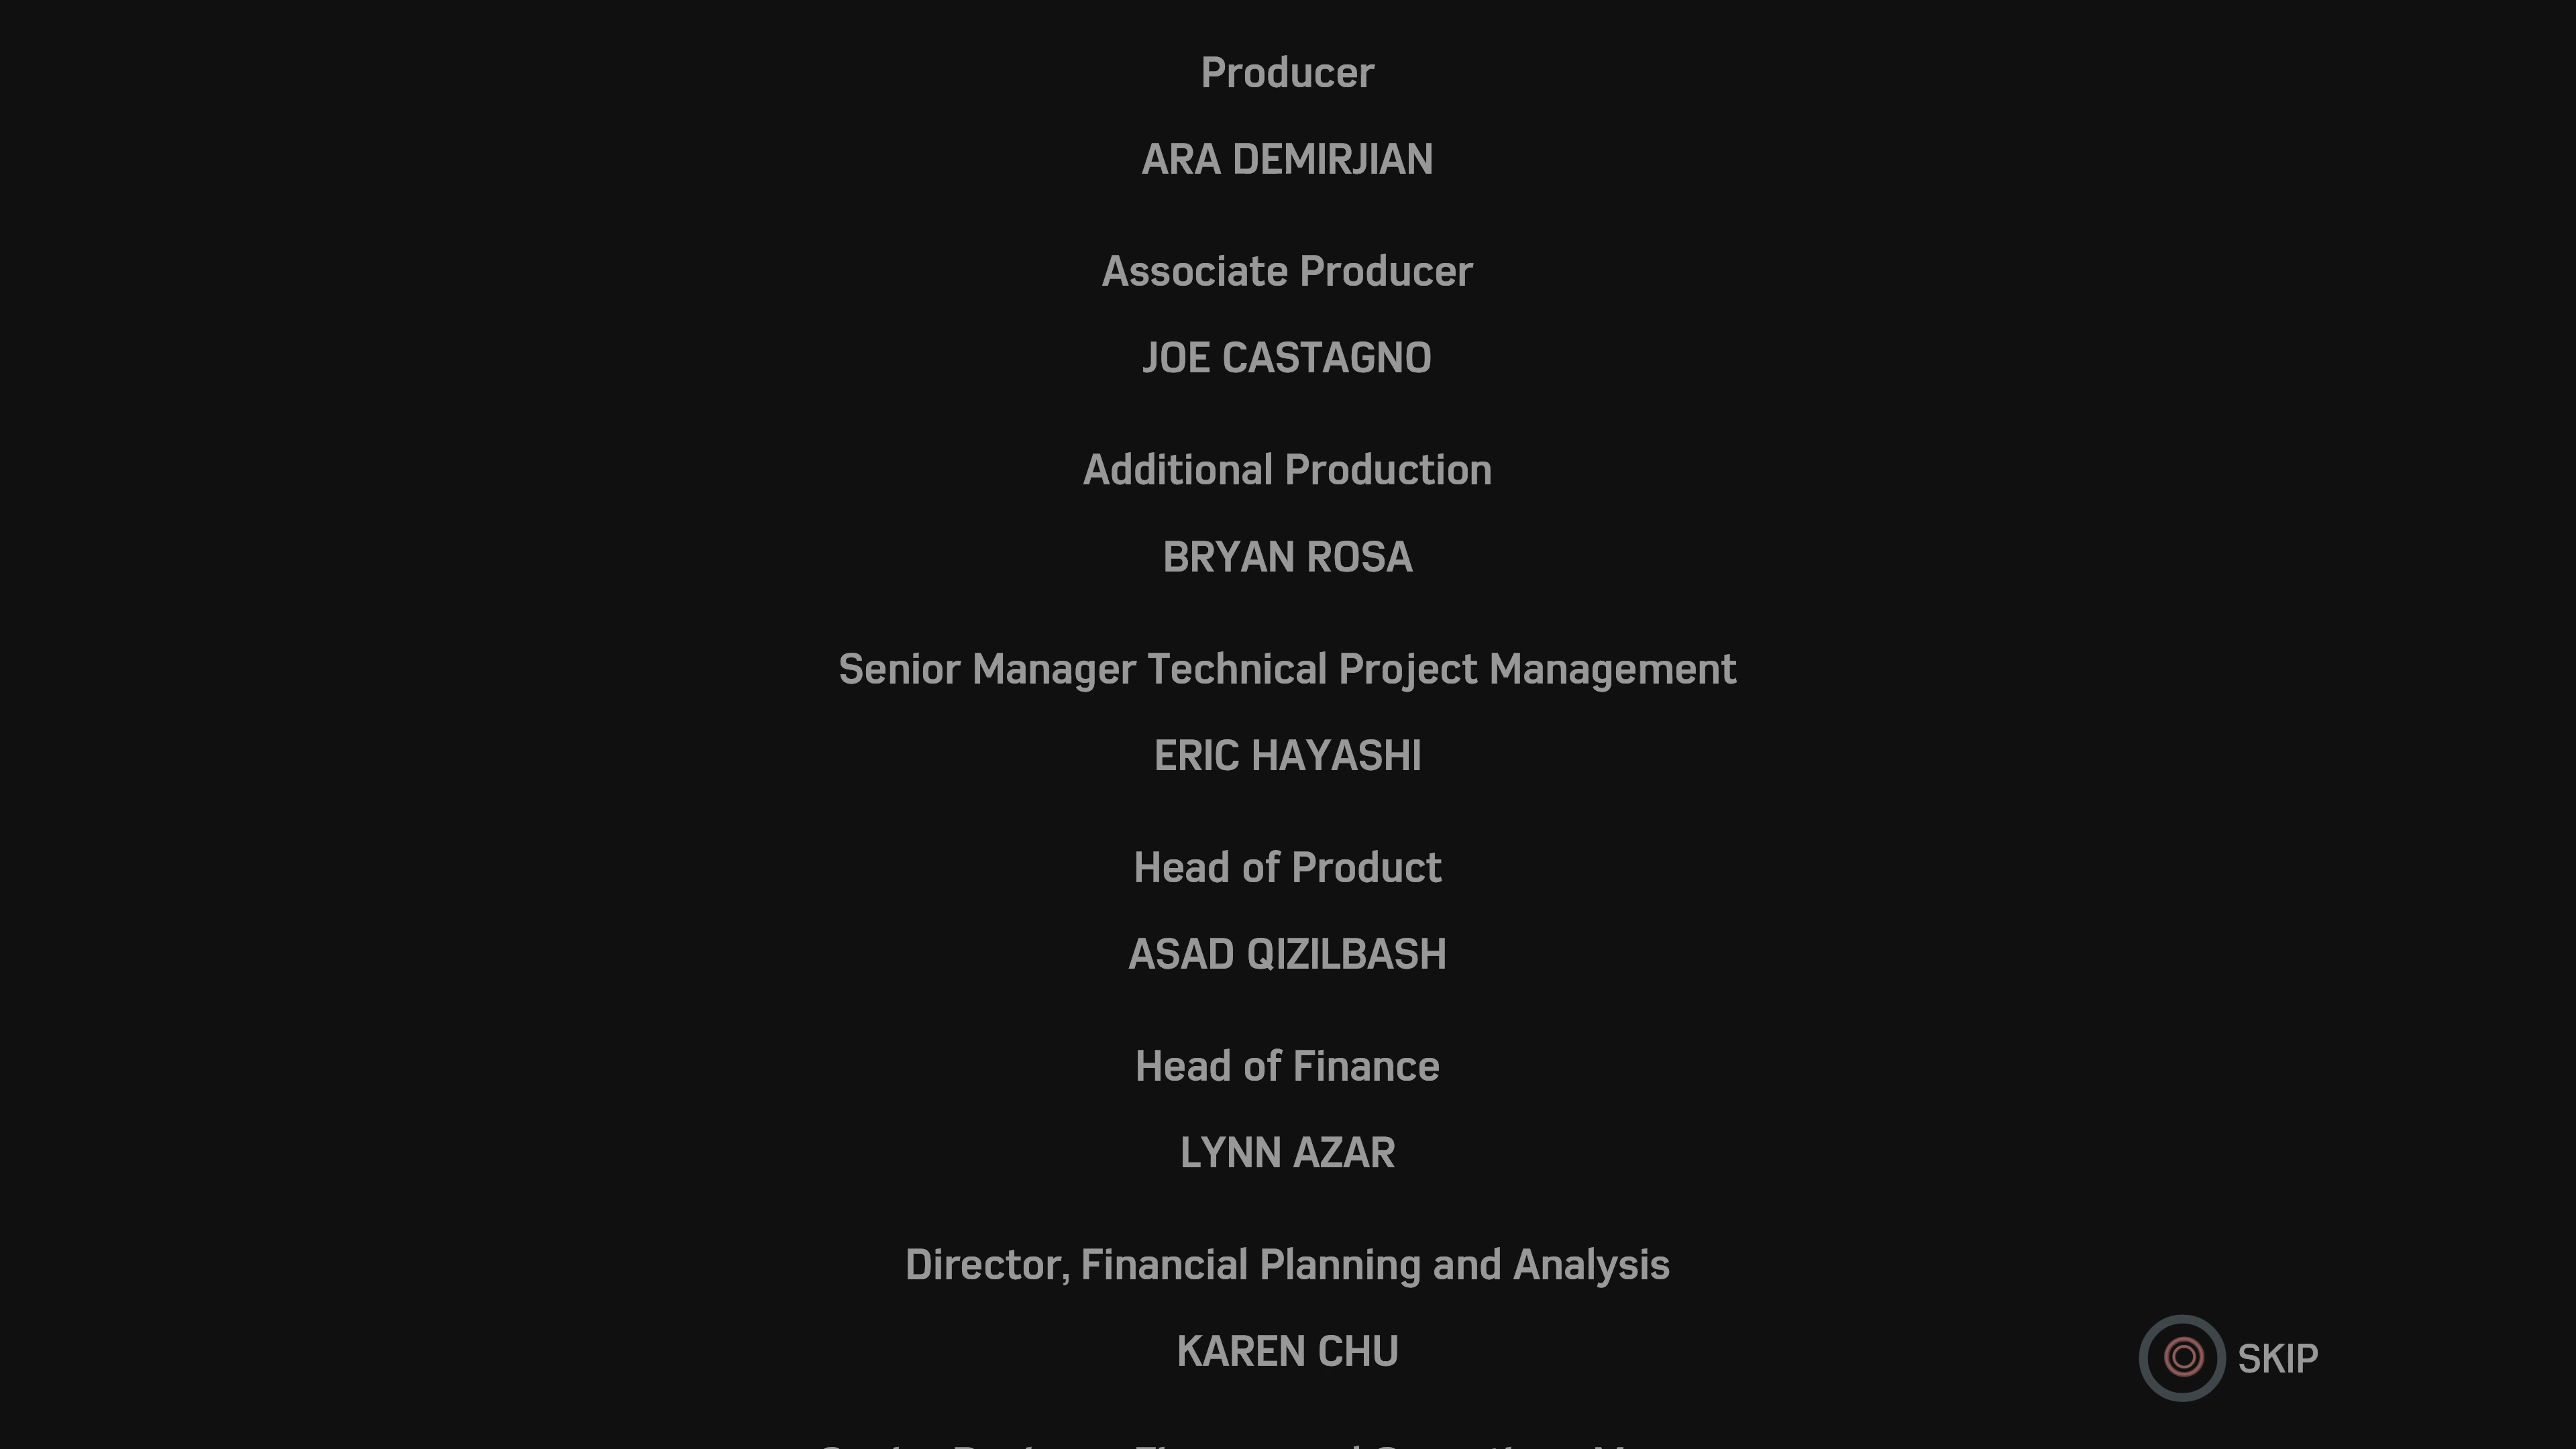 Producer
ARA DEMIRJIAN
Associate Producer
JOE CASTAGNO
Additional Production
BRYAN ROSA
Senior Manager Technical Project Management
ERIC HAYASHI
Head of Product
ASAD QIZILBASH
Head of Finance
LYNN AZAR
Director, Financial Planning and Analysis
KAREN CHU
SKIP